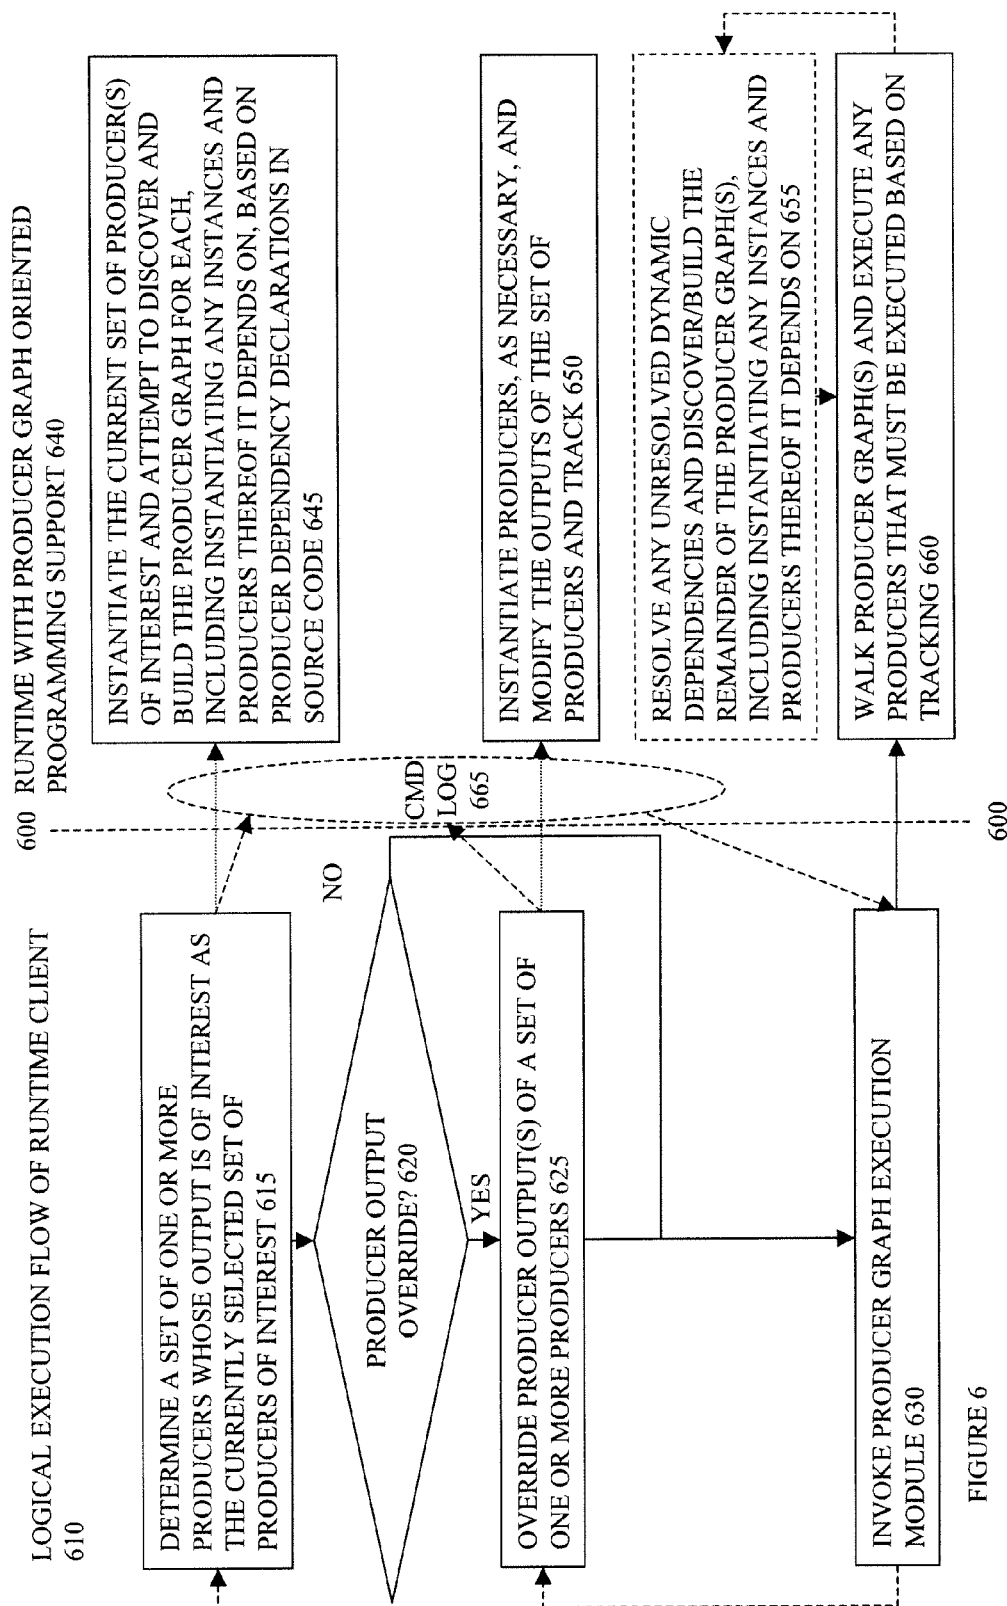 LOGICAL EXECUTION FLOW OF RUNTIME CLIENT
610
600
RUNTIME WITH PRODUCER GRAPH ORIENTED
PROGRAMMING SUPPORT 640
DETERMINE A SET OF ONE OR MORE
PRODUCERS WHOSE OUTPUT IS OF INTEREST AS
THE CURRENTLY SELECTED SET OF
PRODUCERS OF INTEREST 615
INSTANTIATE THE CURRENT SET OF PRODUCER(S)
OF INTEREST AND ATTEMPT TO DISCOVER AND
BUILD THE PRODUCER GRAPH FOR EACH,
INCLUDING INSTANTIATING ANY INSTANCES AND
PRODUCERS THEREOF IT DEPENDS ON, BASED ON
PRODUCER DEPENDENCY DECLARATIONS IN
SOURCE CODE 645
NO
PRODUCER OUTPUT
OVERRIDE? 620
YES
CMD
LOG
665
OVERRIDE PRODUCER OUTPUT(S) OF A SET OF
ONE OR MORE PRODUCERS 625
INSTANTIATE PRODUCERS, AS NECESSARY, AND
MODIFY THE OUTPUTS OF THE SET OF
PRODUCERS AND TRACK 650
RESOLVE ANY UNRESOLVED DYNAMIC
DEPENDENCIES AND DISCOVER/BUILD THE
REMAINDER OF THE PRODUCER GRAPH(S),
INCLUDING INSTANTIATING ANY INSTANCES AND
PRODUCERS THEREOF IT DEPENDS ON 655
INVOKE PRODUCER GRAPH EXECUTION
MODULE 630
WALK PRODUCER GRAPH(S) AND EXECUTE ANY
PRODUCERS THAT MUST BE EXECUTED BASED ON
TRACKING 660
600
FIGURE 6